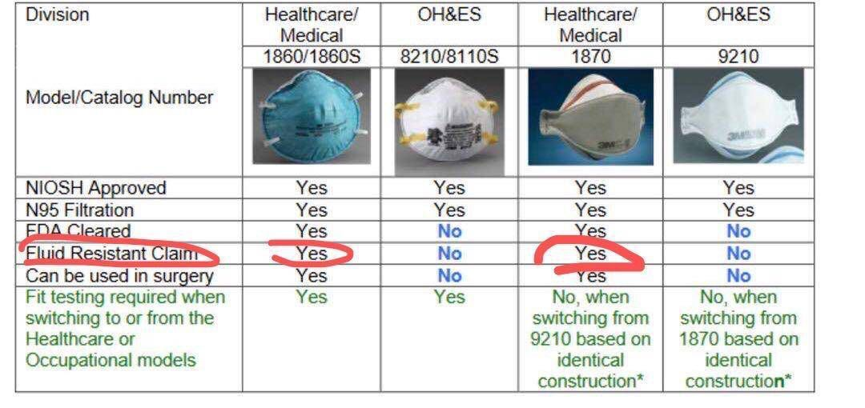 Division Healthcare/ OH&ES Healthcare/ OH&ES
Medical Medical
1860/1860S 8210/8110S 1870 9210
Model/Catalog Number
3M 3M
NIOSH Approved Yes Yes Yes Yes
N95 Filtration Yes Yes Yes Yes
FDA Cleared Yes No Yes No
Fluid Resistant Claim Yes No Yes No
Can be used in surgery Yes No Yes No
Fit testing required when Yes Yes No, when No, when
switching to or from the switching from switching from
Healthcare or 9210 based on 1870 based on
Occupational models identical identical
construction* construction*